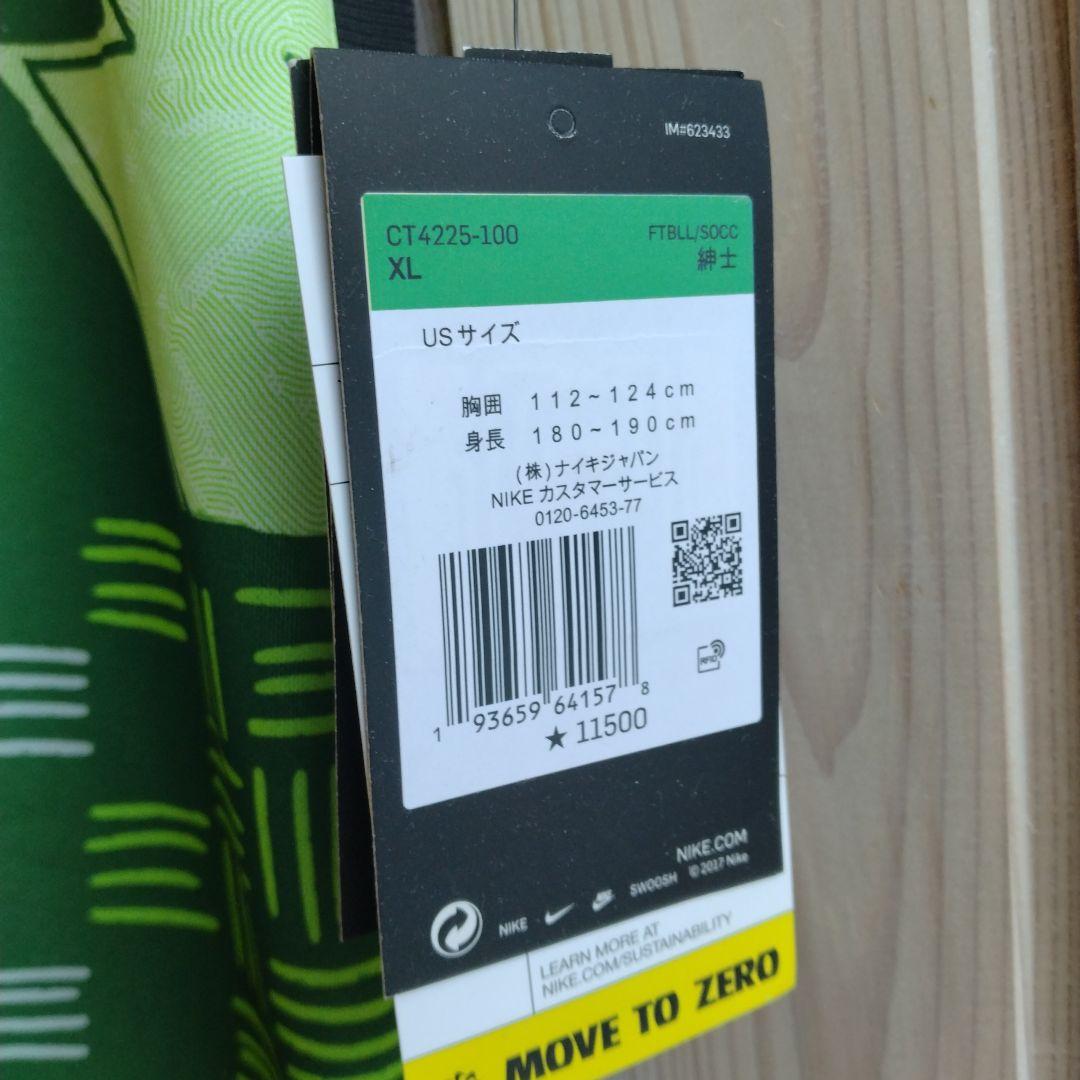 IM#623433
CT4225-100
XL
FTBLL/SOCC
紳士
USサイズ
胸囲 112~124cm
身長 180~190cm
(株)ナイキジャパン
NIKE カスタマーサービス
0120-6453-77
RFID
1 93659 64157 8
★ 11500
NIKE.COM
NIKE SWOOSH © 2017 Nike
LEARN MORE AT
NIKE.COM/SUSTAINABILITY
MOVE TO ZERO